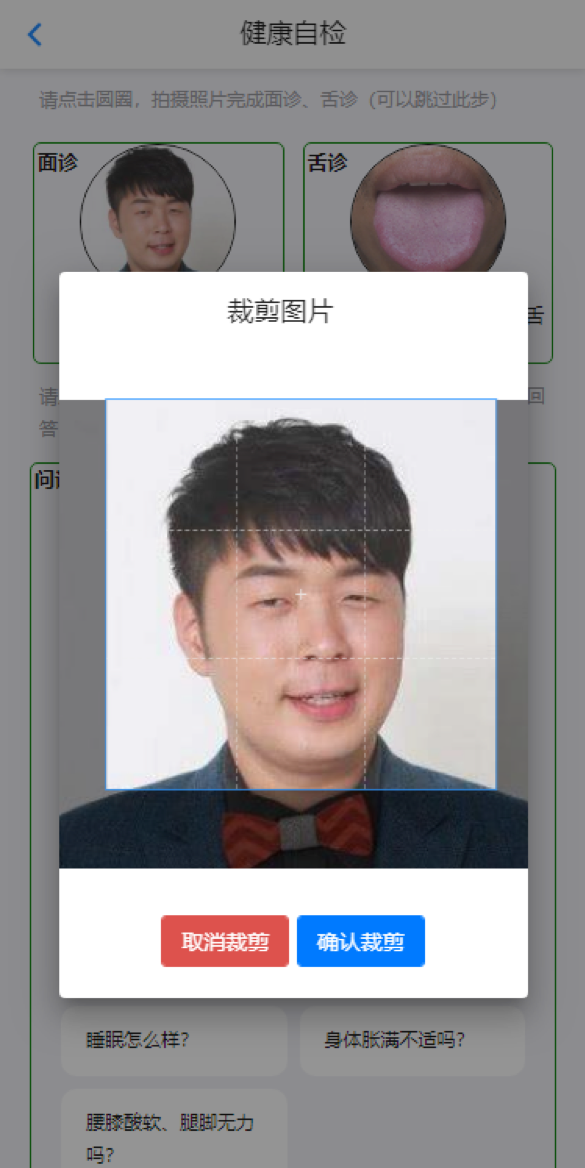 健康自检
请点击圆圈，拍摄照片完成面诊、舌诊（可以跳过此步）
面诊
舌诊
裁剪图片
舌
请
回
答
问
取消裁剪
确认裁剪
睡眠怎么样?
身体胀满不适吗?
腰膝酸软、腿脚无力
吗?